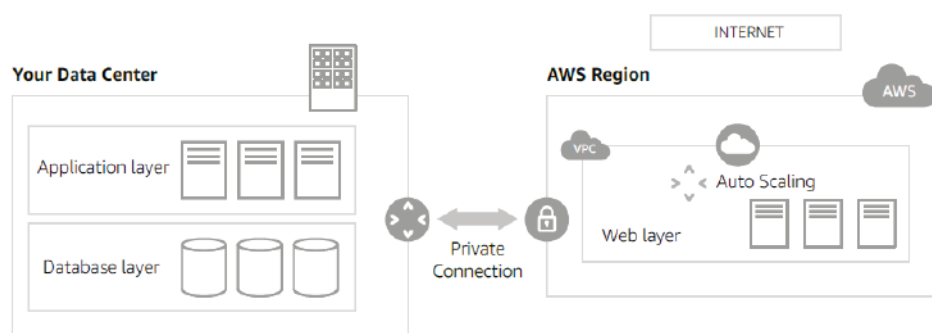 INTERNET
Your Data Center
AWS Region
AWS
Application layer
VPC
Auto Scaling
Web layer
Private
Connection
Database layer